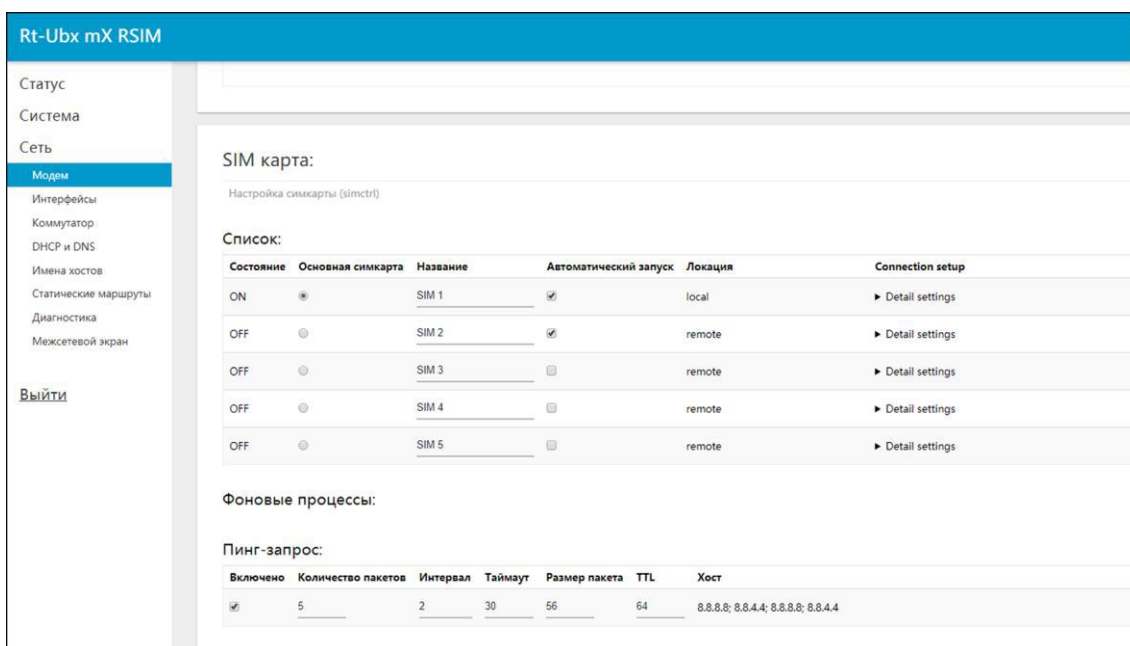 Rt-Ubx mX RSIM
Статус
Система
Сеть
Модем
Интерфейсы
Коммутатор
DHCP и DNS
Имена хостов
Статические маршруты
Диагностика
Межсетевой экран
Выйти
SIM карта:
Настройка симкарты (simctrl)
Список:
Состояние Основная симкарта Название Автоматический запуск Локация Connection setup
ON SIM 1 local ► Detail settings
OFF SIM 2 remote ► Detail settings
OFF SIM 3 remote ► Detail settings
OFF SIM 4 remote ► Detail settings
OFF SIM 5 remote ► Detail settings
Фоновые процессы:
Пинг-запрос:
Включено Количество пакетов Интервал Таймаут Размер пакета TTL Хост
5 2 30 56 64 8.8.8.8; 8.8.4.4; 8.8.8.8; 8.8.4.4